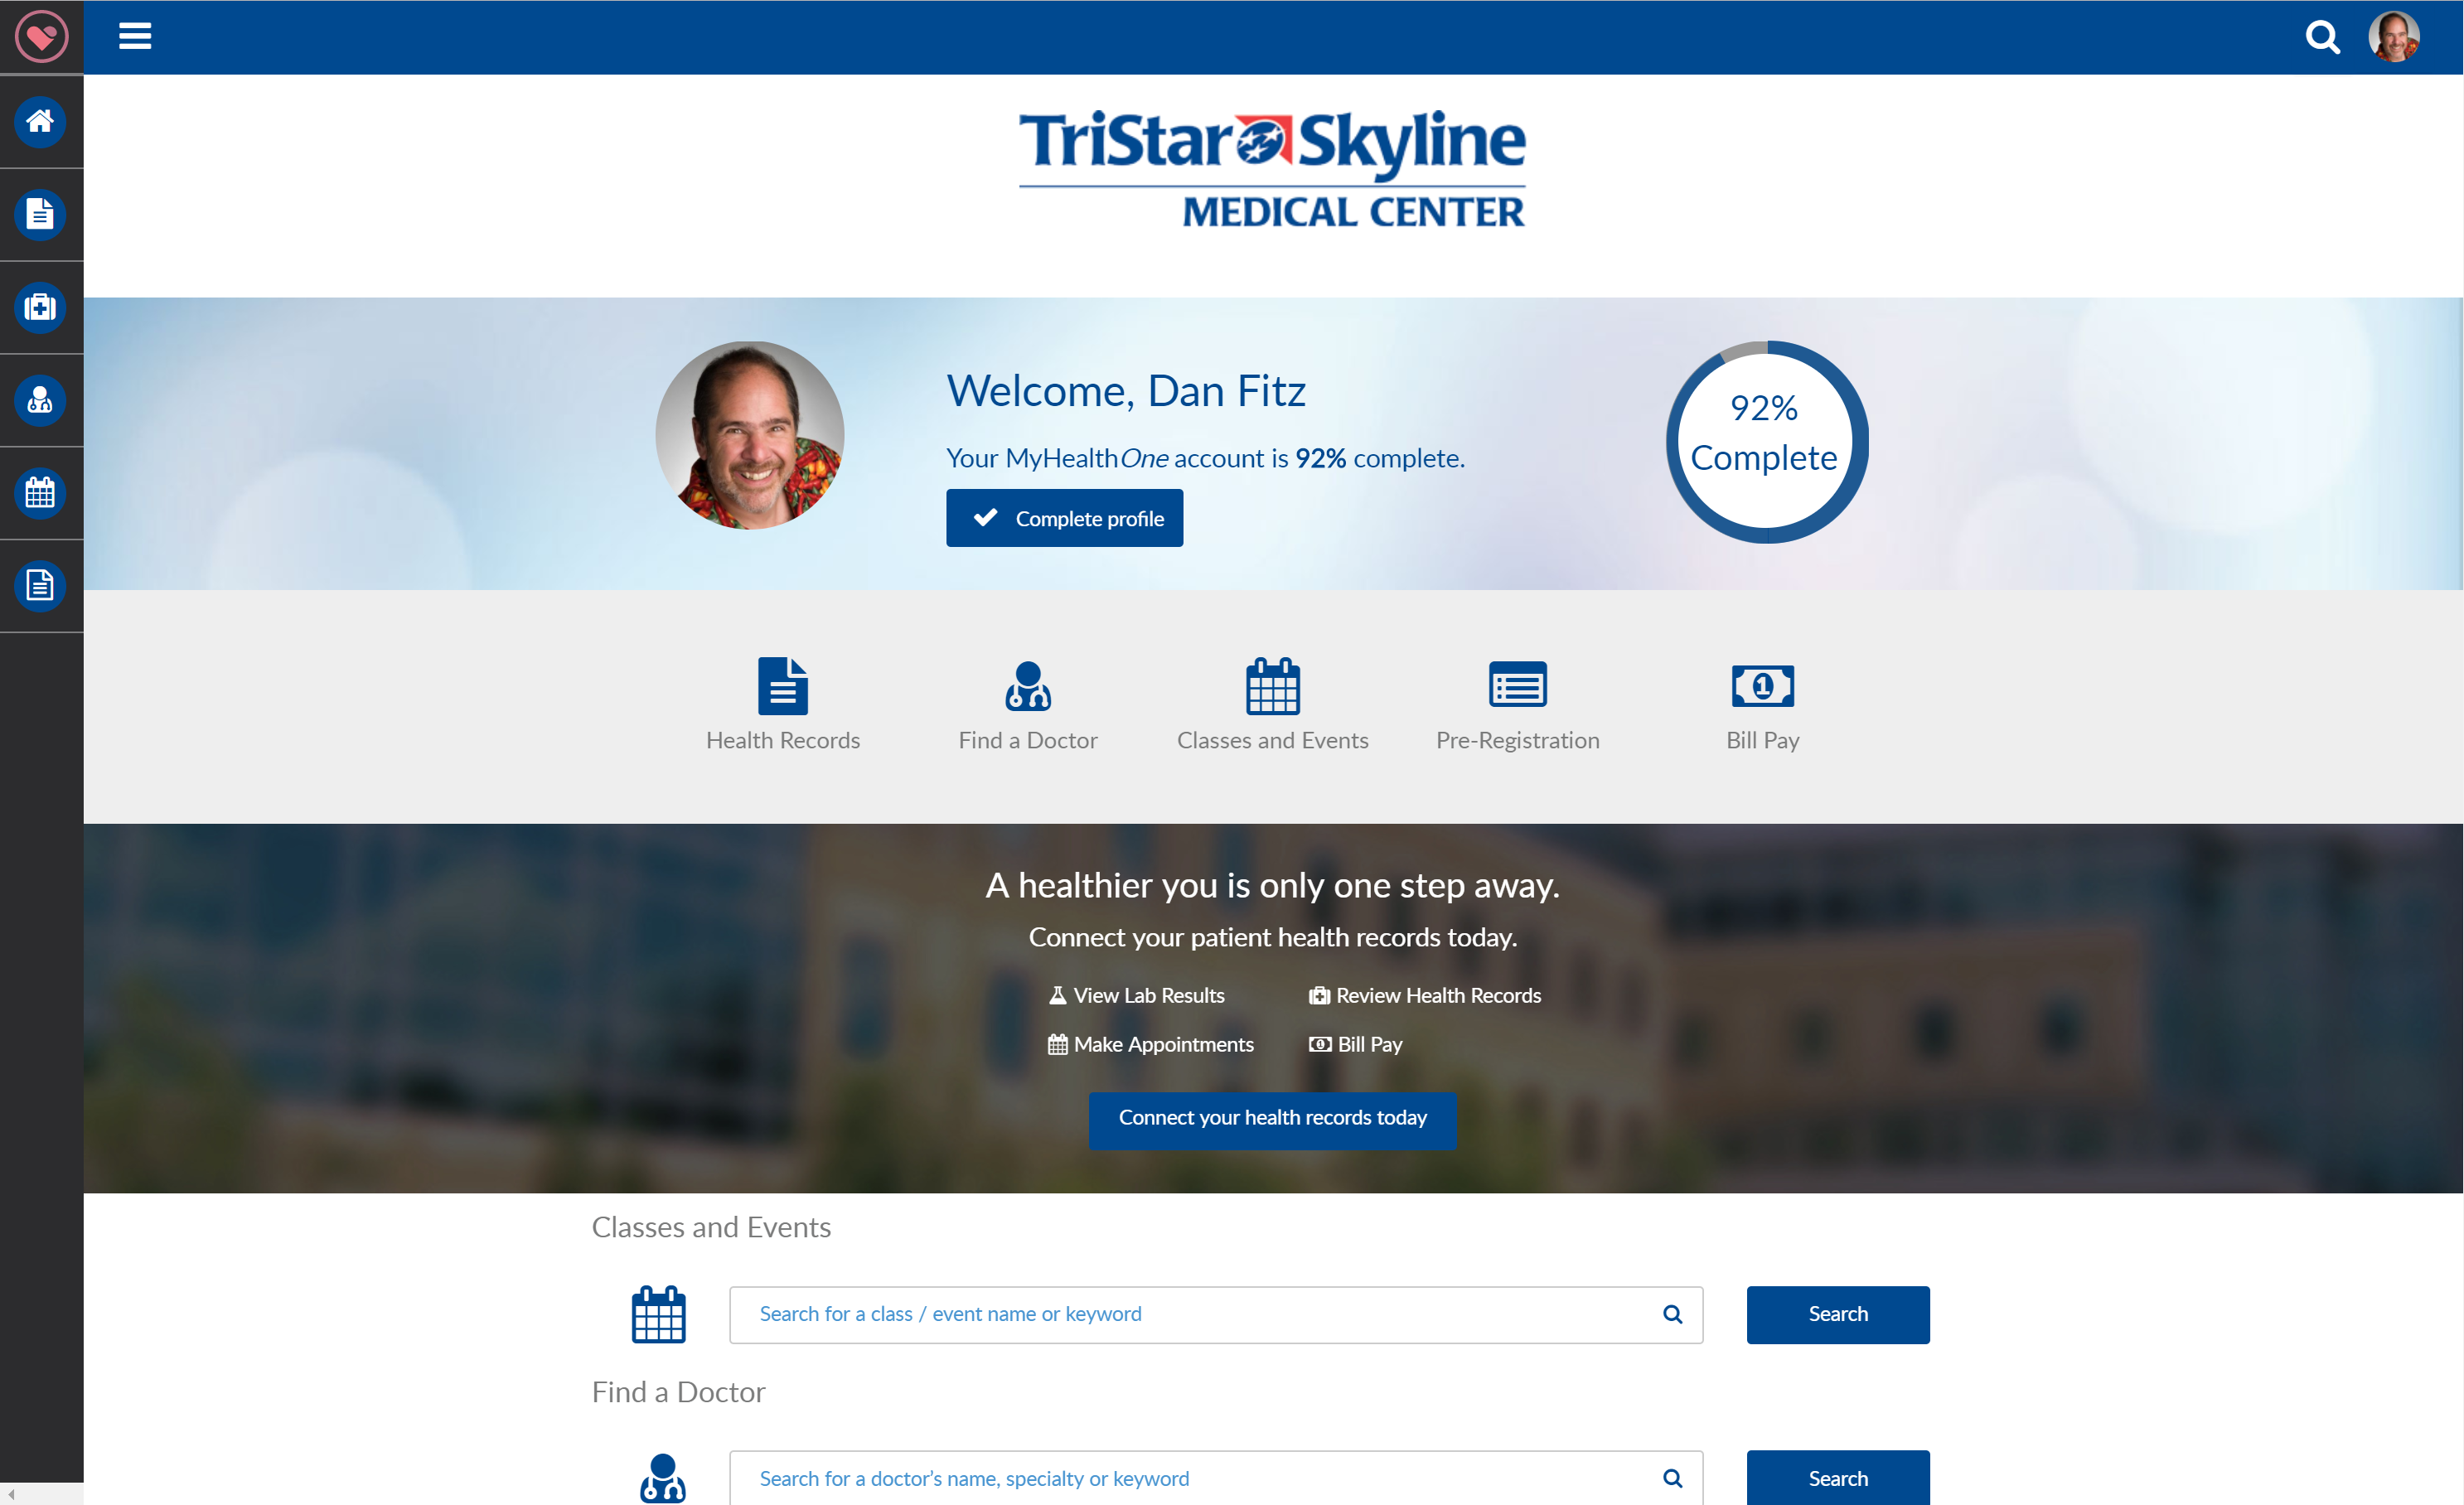 TriStar Skyline
MEDICAL CENTER
Welcome, Dan Fitz
Your MyHealthOne account is 92% complete.
Complete profile
92%
Complete
Health Records
Find a Doctor
Classes and Events
Pre-Registration
Bill Pay
A healthier you is only one step away.
Connect your patient health records today.
View Lab Results
Review Health Records
Make Appointments
Bill Pay
Connect your health records today
Classes and Events
Search for a class / event name or keyword
Search
Find a Doctor
Search for a doctor’s name, specialty or keyword
Search